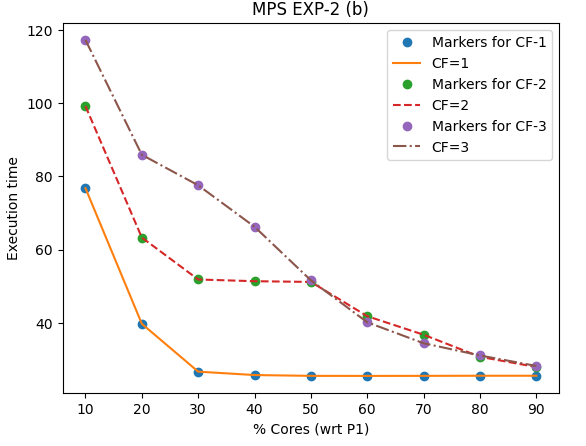 MPS EXP-2 (b)
Markers for CF-1
CF=1
Markers for CF-2
CF=2
Markers for CF-3
CF=3
Execution time
120
100
80
60
40
10 20 30 40 50 60 70 80 90
% Cores (wrt P1)